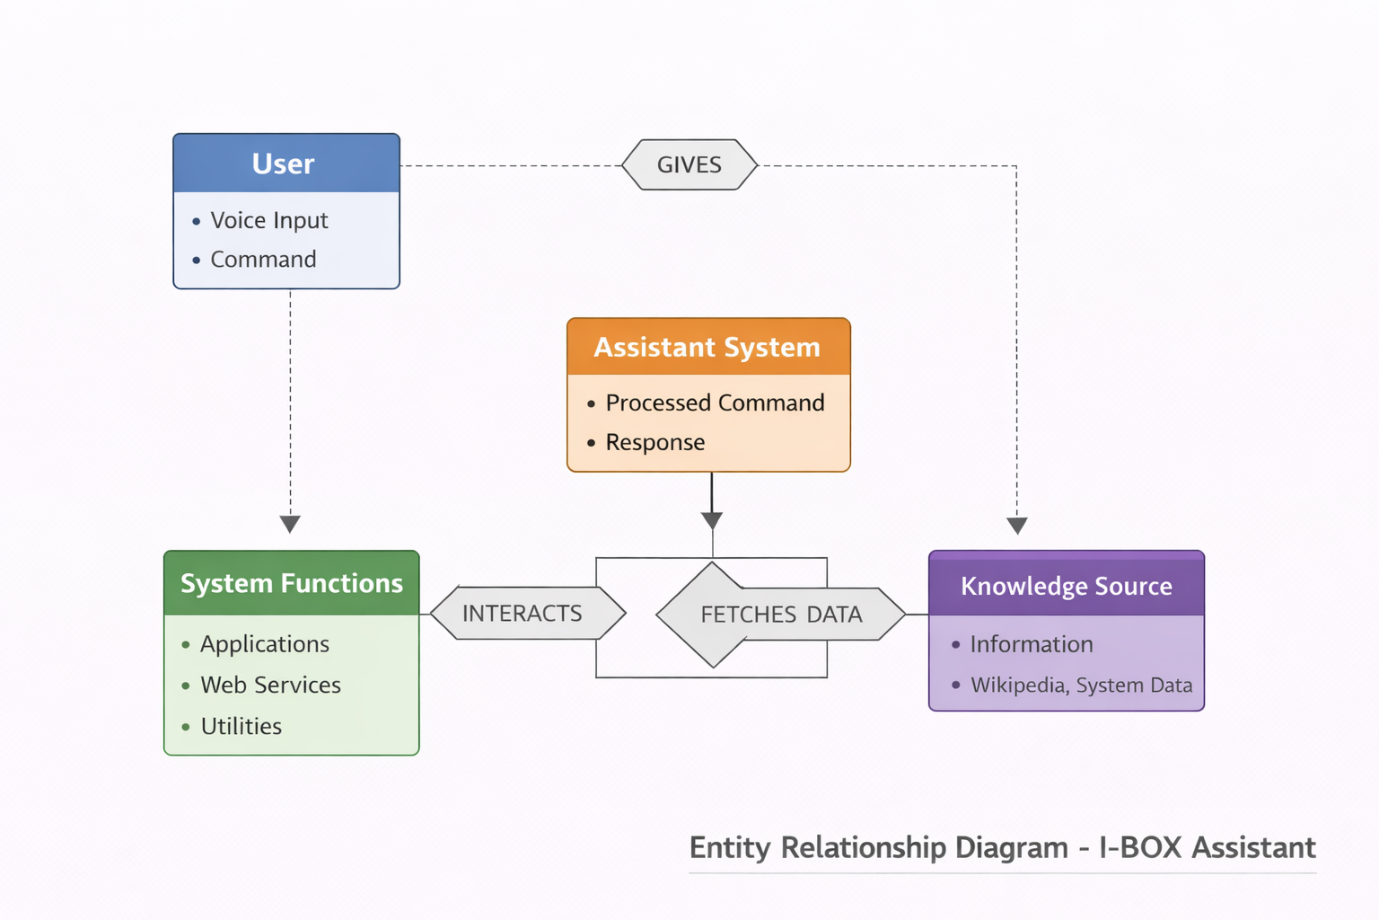 User
• Voice Input
• Command
GIVES
Assistant System
• Processed Command
• Response
System Functions
• Applications
• Web Services
• Utilities
INTERACTS
FETCHES DATA
Knowledge Source
• Information
• Wikipedia, System Data
Entity Relationship Diagram - I-BOX Assistant